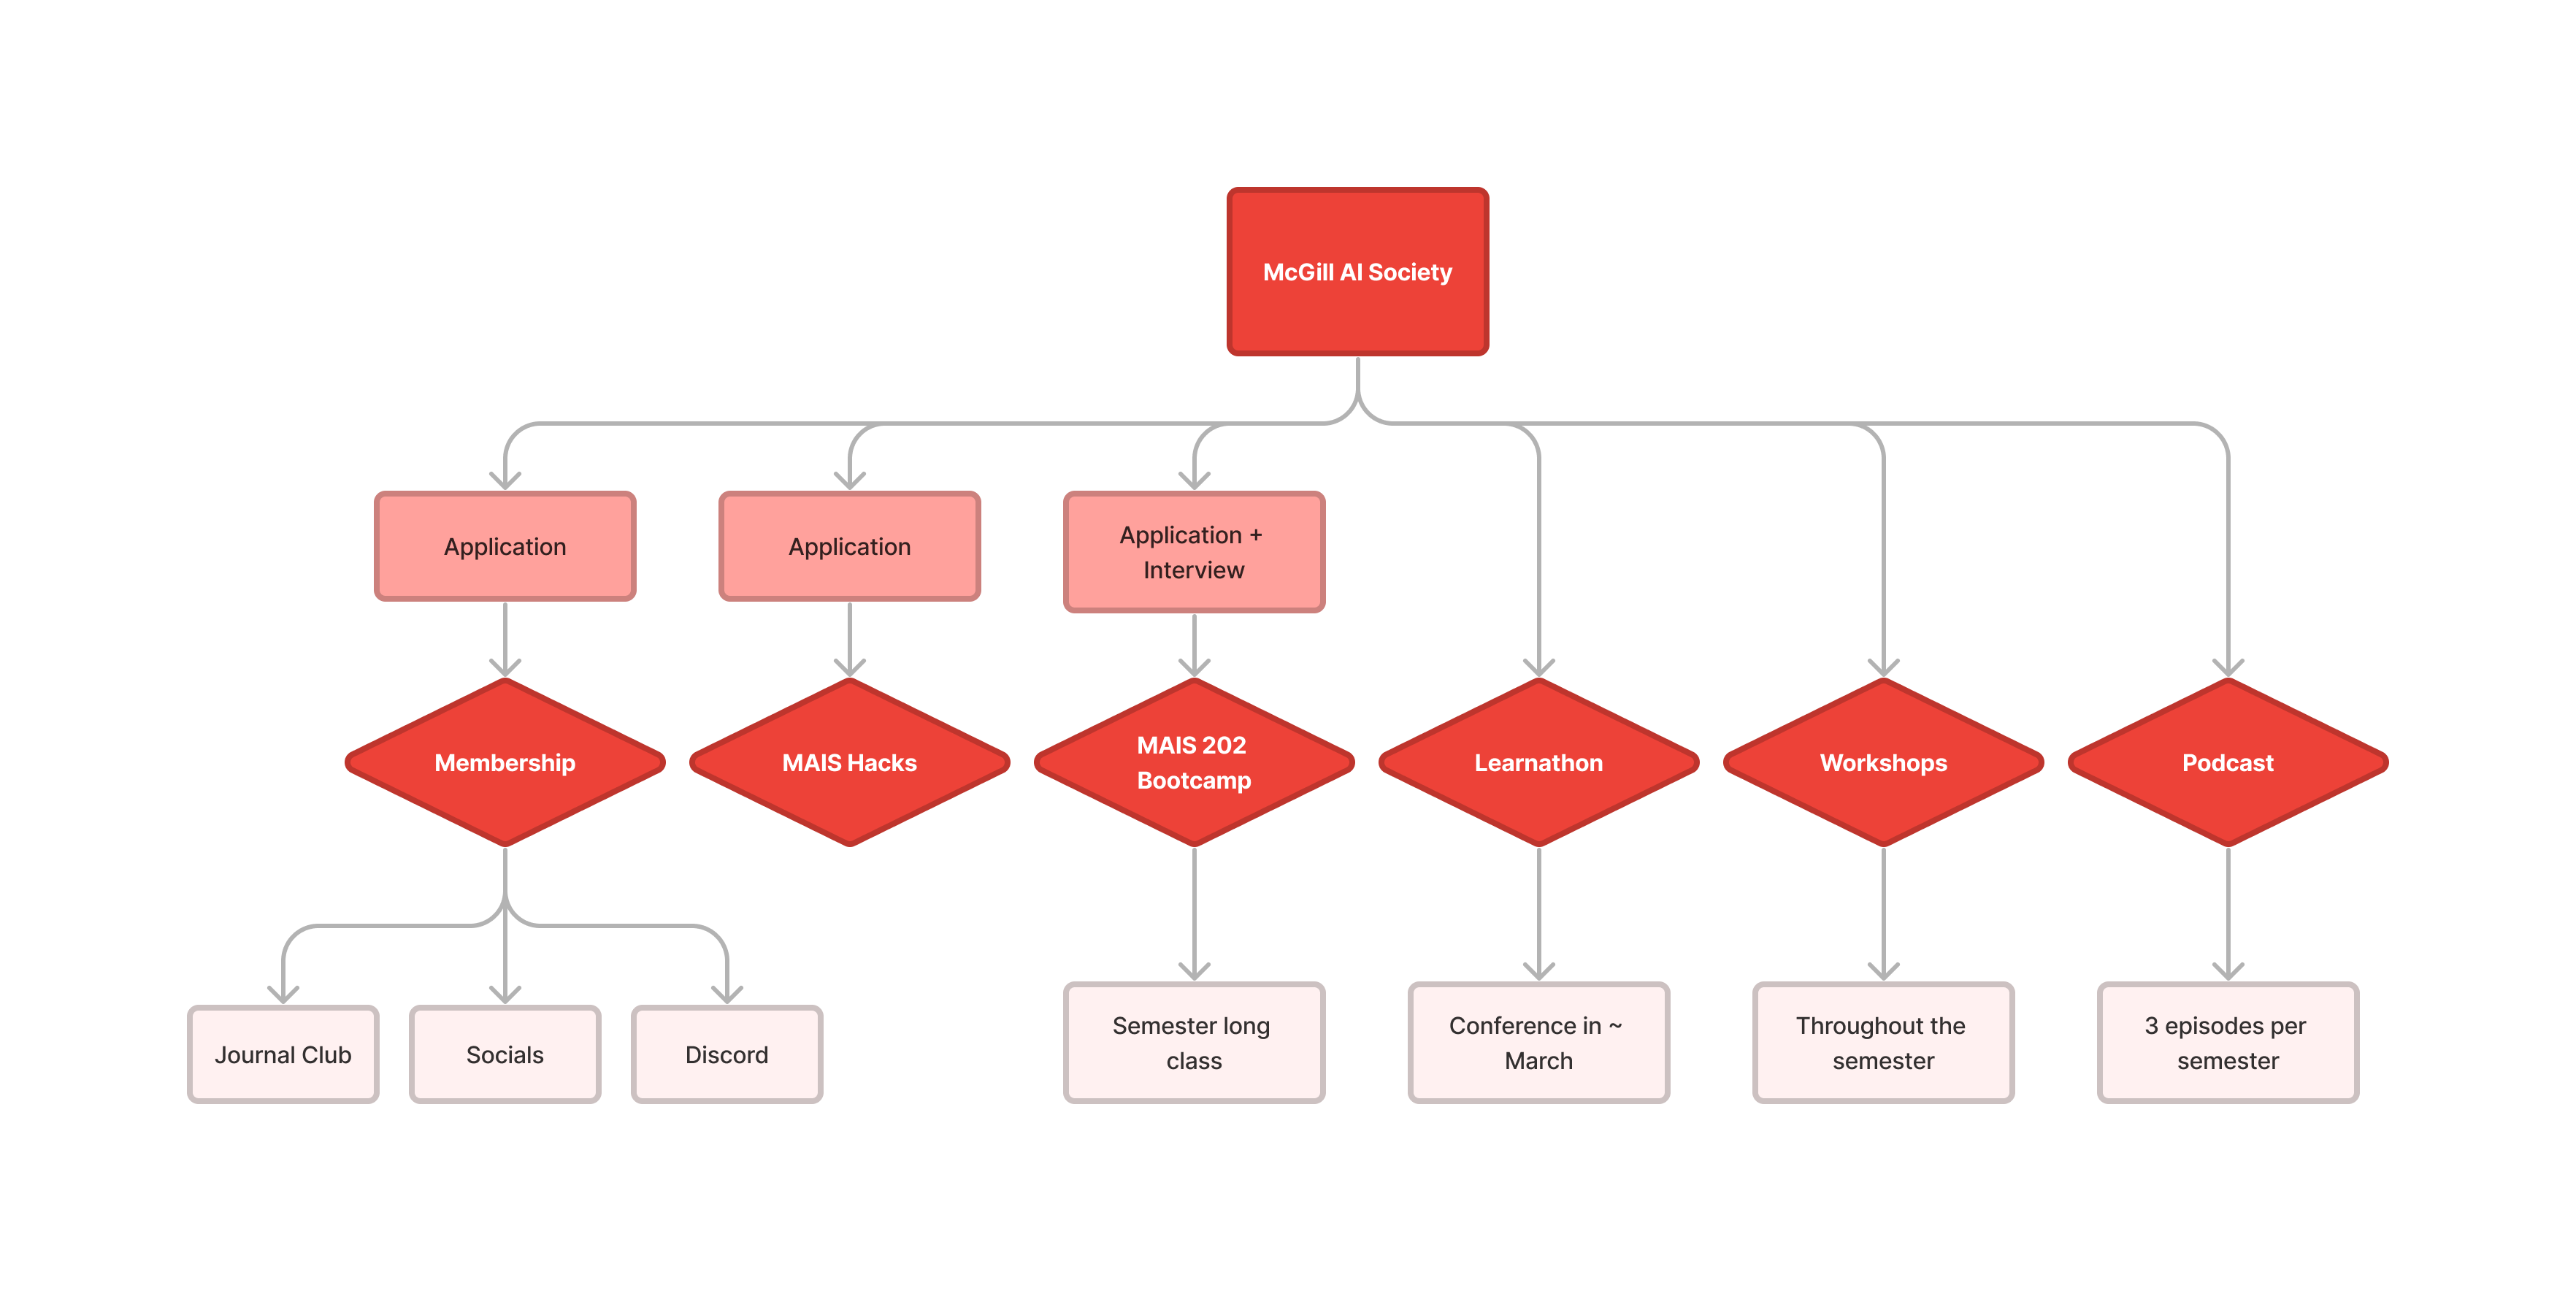 McGill AI Society
Application
Application
Application +
Interview
Membership
MAIS Hacks
MAIS 202
Bootcamp
Learnathon
Workshops
Podcast
Journal Club
Socials
Discord
Semester long
class
Conference in ~
March
Throughout the
semester
3 episodes per
semester